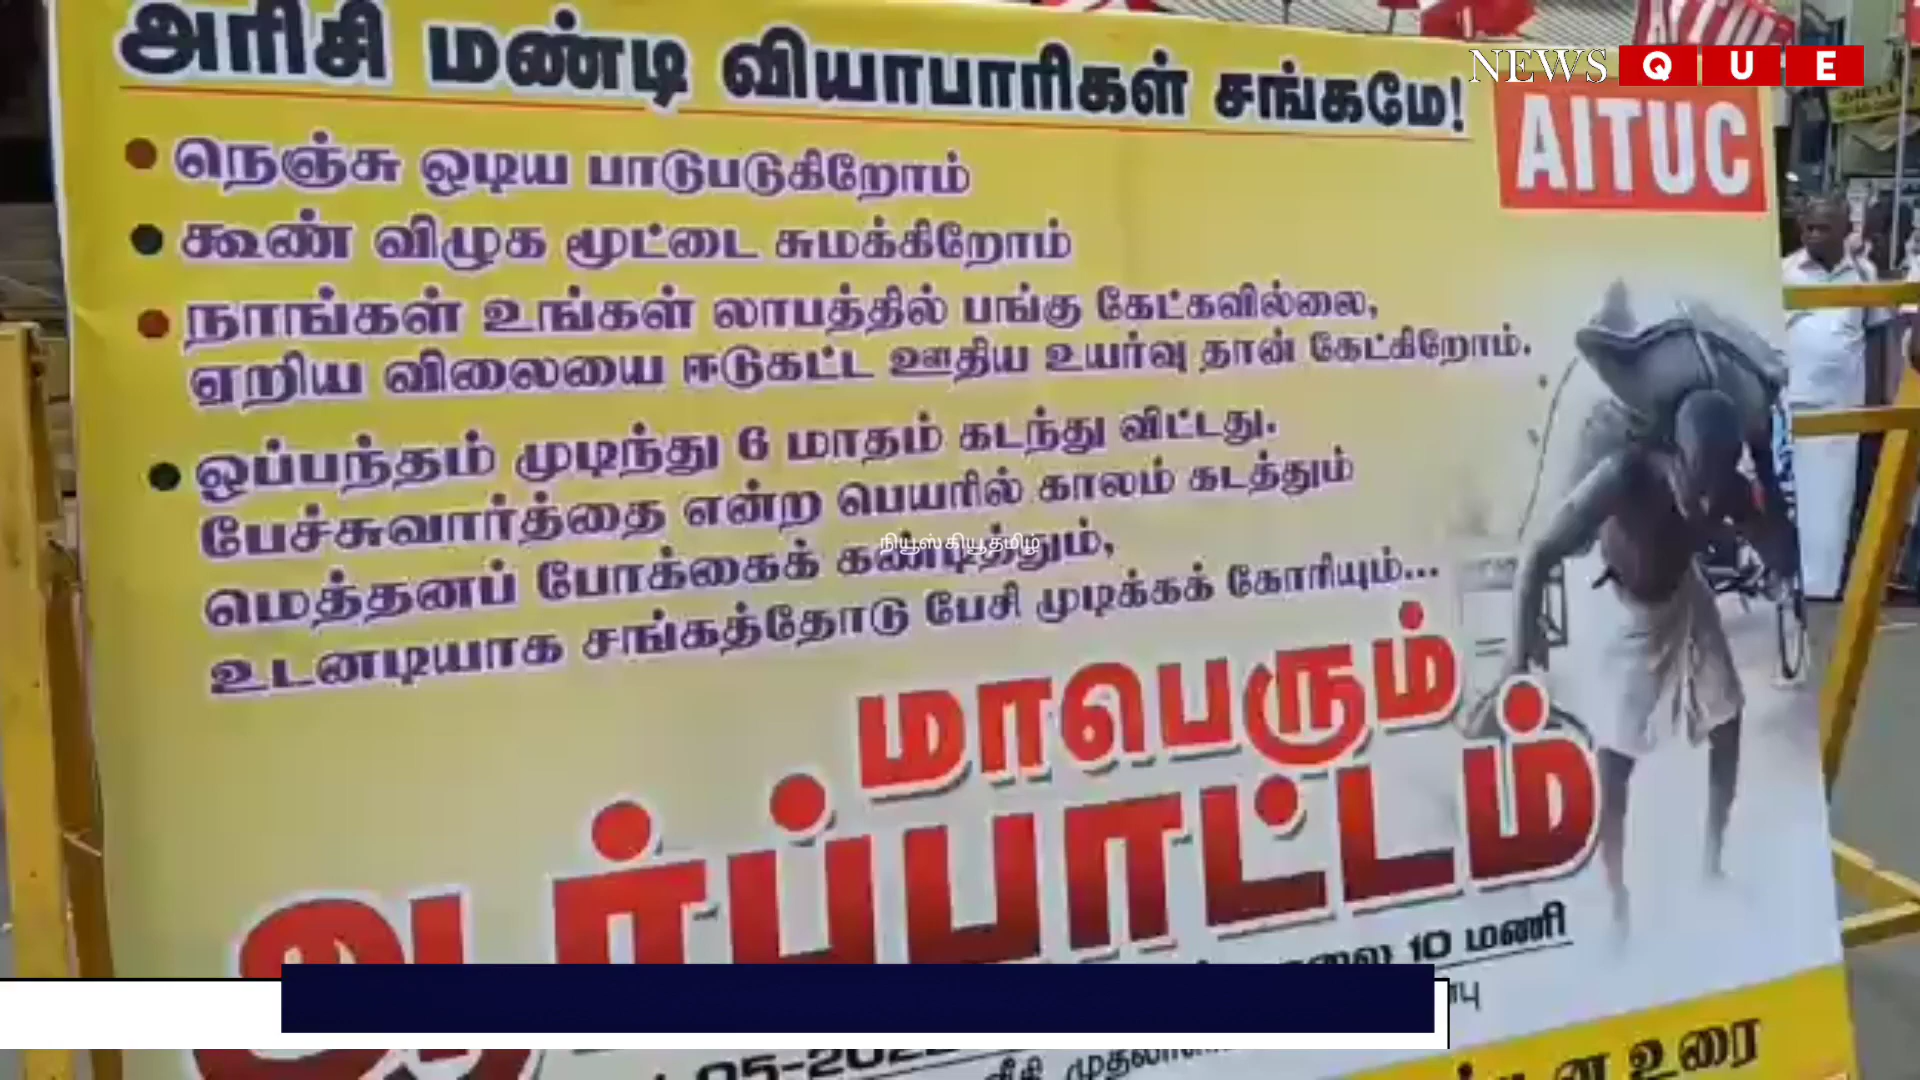 அரிசி மண்டி வியாபாரிகள் சங்கமே!
NEWS QUE
AITUC
AITUC
நெஞ்சு ஒடிய பாடுபடுகிறோம்
கூண் விழுக மூட்டை சுமக்கிறோம்
நாங்கள் உங்கள் லாபத்தில் பங்கு கேட்கவில்லை,
ஏறிய விலையை ஈடுகட்ட ஊதிய உயர்வு தான் கேட்கிறோம்.
ஒப்பந்தம் முடிந்து 6 மாதம் கடந்து விட்டது.
பேச்சுவார்த்தை என்ற பெயரில் காலம் கடத்தும்
மெத்தனப் போக்கைக் கண்டித்தும்,
நியூஸ் கியூ தமிழ்
உடனடியாக சங்கத்தோடு பேசி முடிக்கக் கோரியும்...
மாபெரும்
ஆர்ப்பாட்டம்
10 மணி
உரை